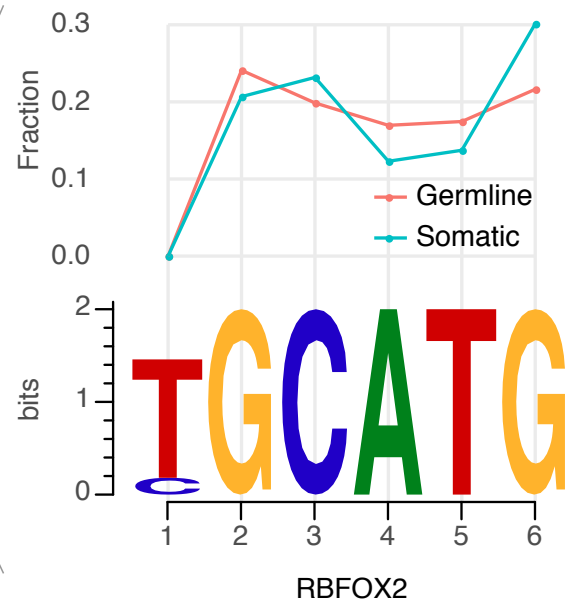 0.3
0.2
0.1
0.0
Fraction
Germline
Somatic
2
1
0
bits
T
C
G
C
A
T
G
1 2 3 4 5 6
RBFOX2